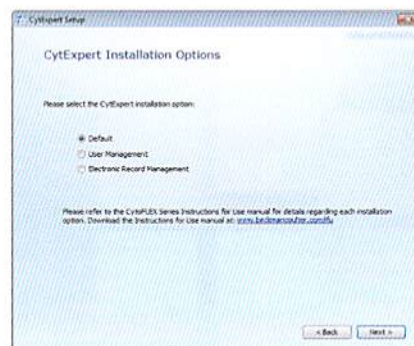 CytExpert Setup
CytExpert Installation Options
Please select the CytExpert installation option:
Default
User Management
Electronic Record Management
Please refer to the CytoFLEX Series Instructions for Use manual for details regarding each installation
option. Download the Instructions for Use manual at: www.beckmancoulter.com/ifu
< Back
Next >